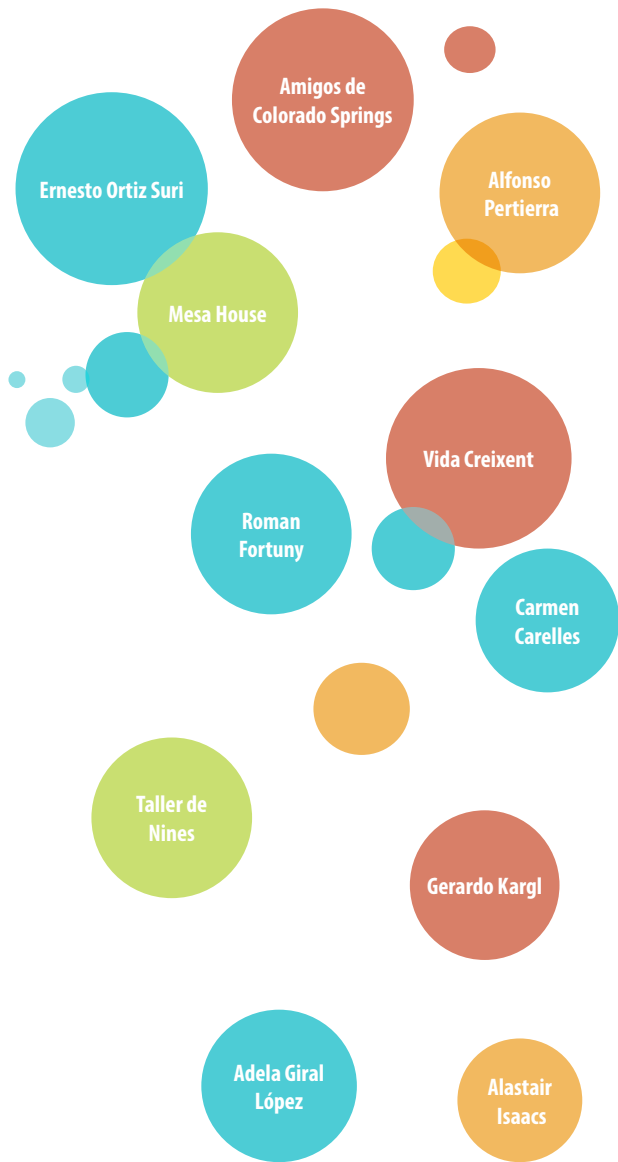 Amigos de
Colorado Springs
Ernesto Ortiz Suri
Alfonso
Pertierra
Mesa House
Vida Creixent
Roman
Fortuny
Carmen
Carelles
Taller de
Nines
Gerardo Kargl
Adela Giral
López
Alastair
Isaacs